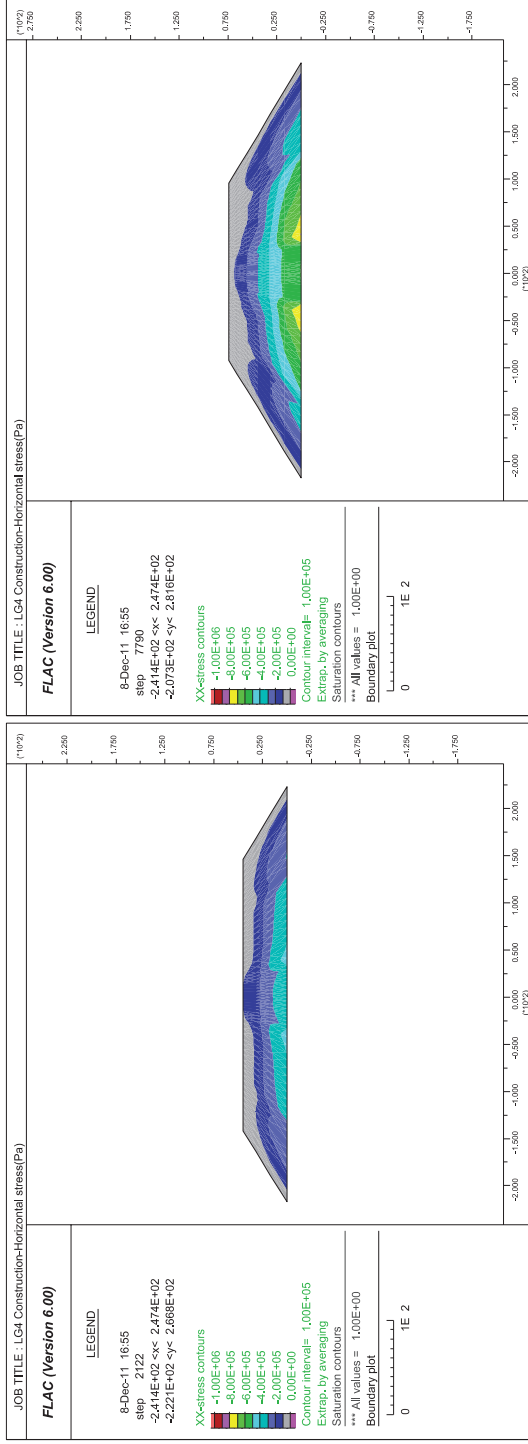 JOB TITLE : LG4 Construction-Horizontal stress(Pa)
(*10^2)
FLAC (Version 6.00)
LEGEND
8-Dec-11 16:55
step 2122
-2.414E+02 <x< 2.474E+02
-2.221E+02 <y< 2.668E+02
XX-stress contours
-1.00E+06
-8.00E+05
-6.00E+05
-4.00E+05
-2.00E+05
0.00E+00
Contour interval= 1.00E+05
Extrap. by averaging
Saturation contours
*** All values = 1.00E+00
Boundary plot
0 1E 2
2.250
1.750
1.250
0.750
0.250
-0.250
-0.750
-1.250
-1.750
-2.000 -1.500 -1.000 -0.500 0.000 0.500 1.000 1.500 2.000
(*10^2)
JOB TITLE : LG4 Construction-Horizontal stress(Pa)
(*10^2)
FLAC (Version 6.00)
LEGEND
8-Dec-11 16:55
step 7790
-2.414E+02 <x< 2.474E+02
-2.073E+02 <y< 2.816E+02
XX-stress contours
-1.00E+06
-8.00E+05
-6.00E+05
-4.00E+05
-2.00E+05
0.00E+00
Contour interval= 1.00E+05
Extrap. by averaging
Saturation contours
*** All values = 1.00E+00
Boundary plot
0 1E 2
2.750
2.250
1.750
1.250
0.750
0.250
-0.250
-0.750
-1.250
-1.750
-2.000 -1.500 -1.000 -0.500 0.000 0.500 1.000 1.500 2.000
(*10^2)